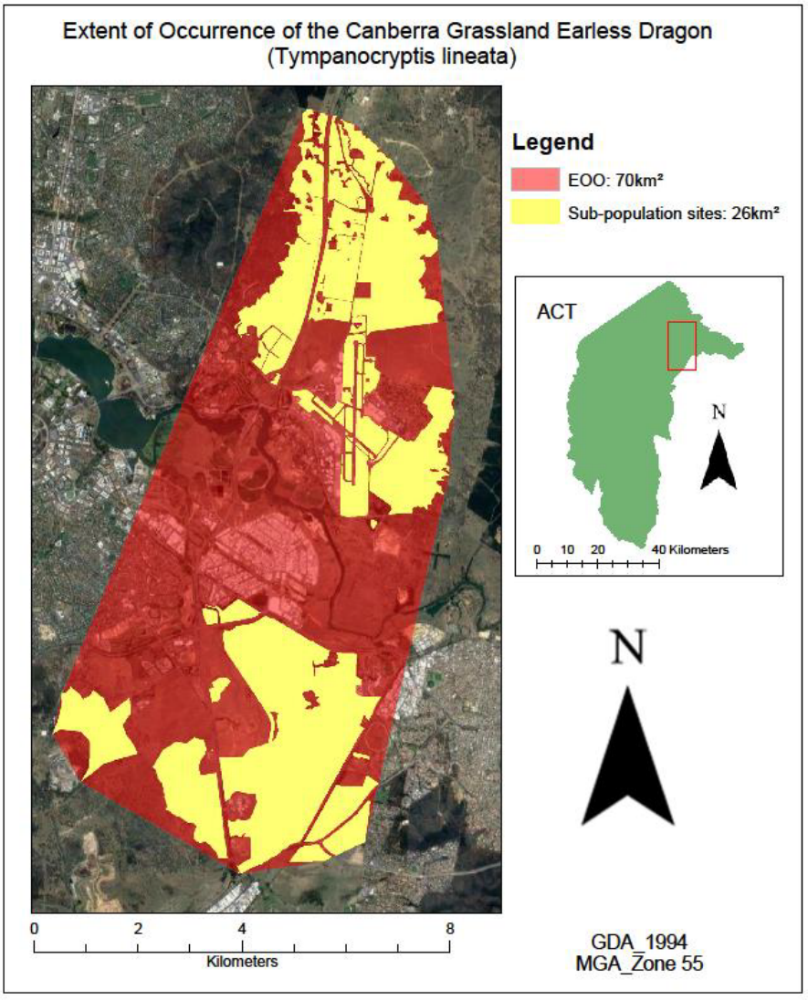 Extent of Occurrence of the Canberra Grassland Earless Dragon
(Tympanocryptis lineata)
Legend
EOO: 70km²
Sub-population sites: 26km²
ACT
N
0 10 20 40 Kilometers
N
0 2 4 8
Kilometers
GDA_1994
MGA_Zone 55